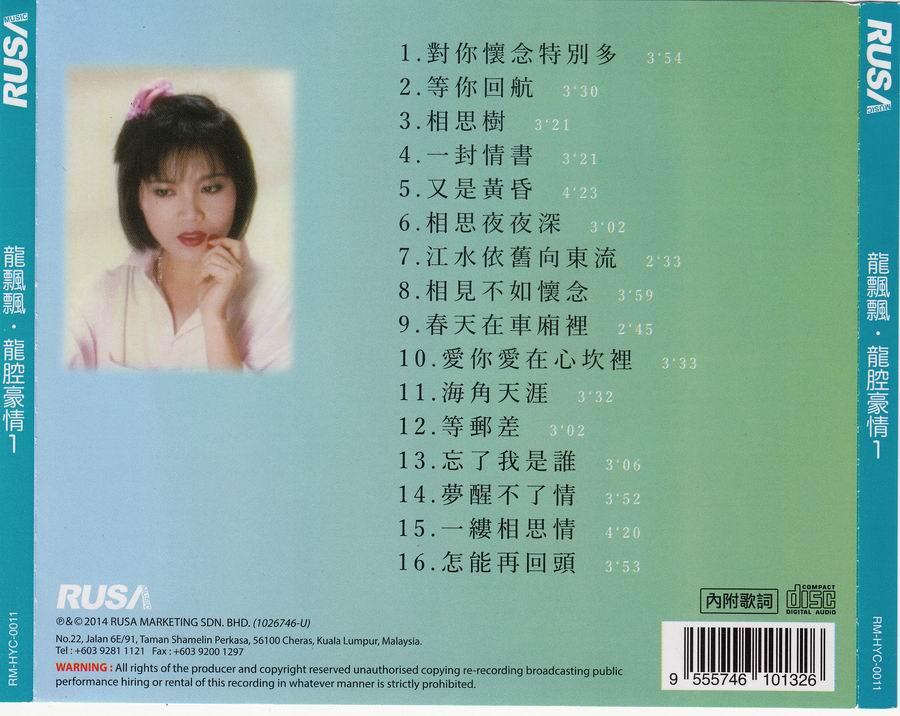 RUSA MUSIC
龍飄飄·龍腔豪情1
RM-HYC-0011
1.對你懷念特別多 3'54
2.等你回航 3'30
3.相思樹 3'21
4.一封情書 3'21
5.又是黃昏 4'23
6.相思夜夜深 3'02
7.江水依舊向東流 2'33
8.相見不如懷念 3'59
9.春天在車廂裡 2'45
10.愛你愛在心坎裡 3'33
11.海角天涯 3'32
12.等郵差 3'02
13.忘了我是誰 3'06
14.夢醒不了情 3'52
15.一縷相思情 4'20
16.怎能再回頭 3'53
RUSA MUSIC
℗&© 2014 RUSA MARKETING SDN. BHD. (1026746-U)
No.22, Jalan 6E/91, Taman Shamelin Perkasa, 56100 Cheras, Kuala Lumpur, Malaysia.
Tel : +603 9281 1121 Fax : +603 9200 1297
WARNING : All rights of the producer and copyright reserved unauthorised copying re-recording broadcasting public
performance hiring or rental of this recording in whatever manner is strictly prohibited.
內附歌詞
COMPACT
disc
DIGITAL AUDIO
9 555746 101326
RUSA MUSIC
龍飄飄·龍腔豪情1
RM-HYC-0011